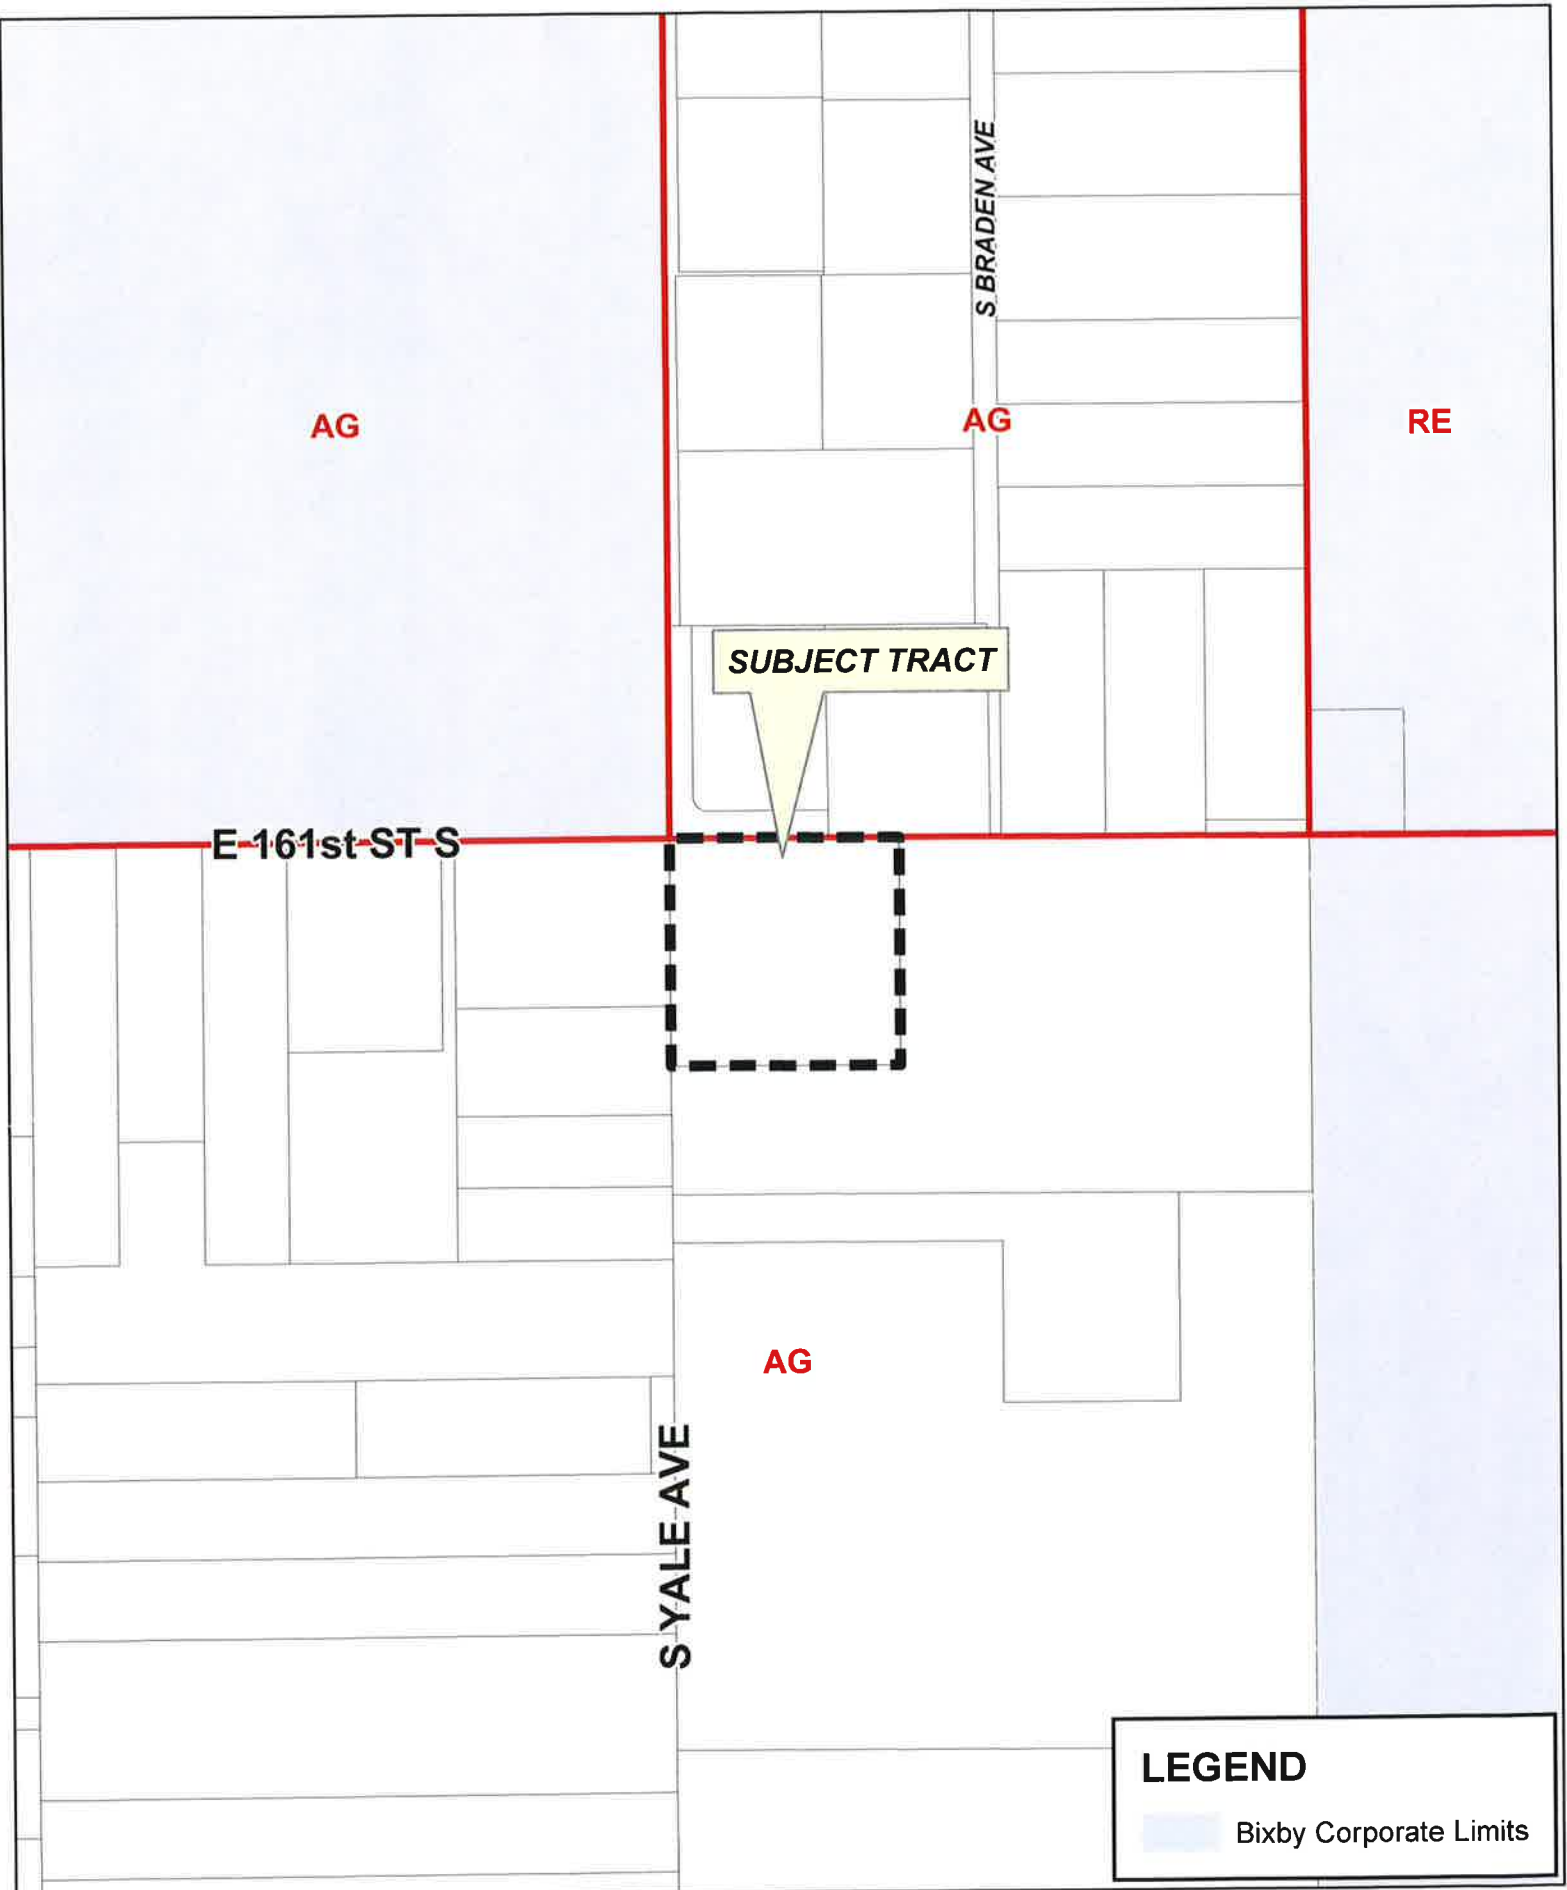 S BRADEN AVE
AG
AG
RE
SUBJECT TRACT
E 161st ST S
AG
S YALE AVE
LEGEND
Bixby Corporate Limits